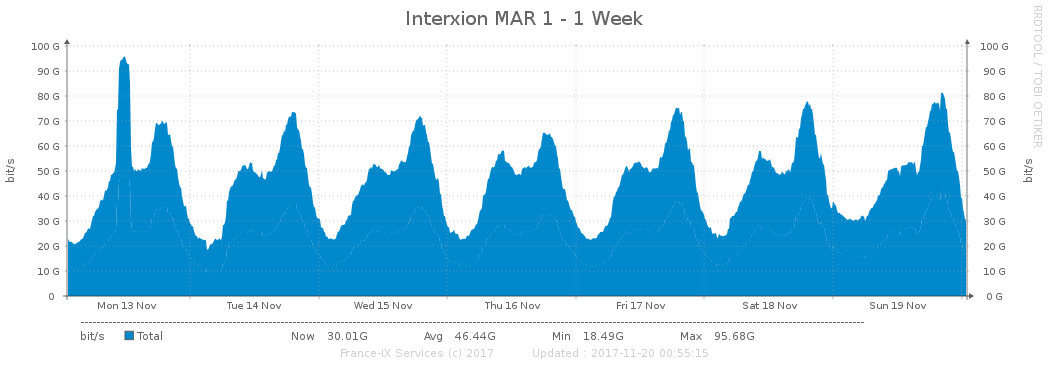 Interxion MAR 1 - 1 Week
RRDTOOL / TOBI OETIKER
bit/s
100 G 100 G
90 G 90 G
80 G 80 G
70 G 70 G
60 G 60 G
50 G 50 G
40 G 40 G
30 G 30 G
20 G 20 G
10 G 10 G
0 0 G
bit/s
Mon 13 Nov Tue 14 Nov Wed 15 Nov Thu 16 Nov Fri 17 Nov Sat 18 Nov Sun 19 Nov
bit/s Total Now 30.01G Avg 46.44G Min 18.49G Max 95.68G
France-IX Services (c) 2017 Updated : 2017-11-20 00:55:15